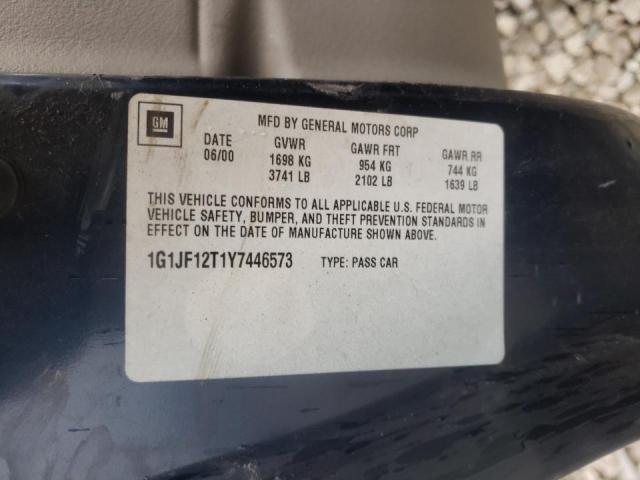 GM
MFD BY GENERAL MOTORS CORP
DATE GVWR GAWR FRT GAWR RR
06/00 1698 KG 954 KG 744 KG
3741 LB 2102 LB 1639 LB
THIS VEHICLE CONFORMS TO ALL APPLICABLE U.S. FEDERAL MOTOR
VEHICLE SAFETY, BUMPER, AND THEFT PREVENTION STANDARDS IN
EFFECT ON THE DATE OF MANUFACTURE SHOWN ABOVE.
1G1JF12T1Y7446573 TYPE: PASS CAR